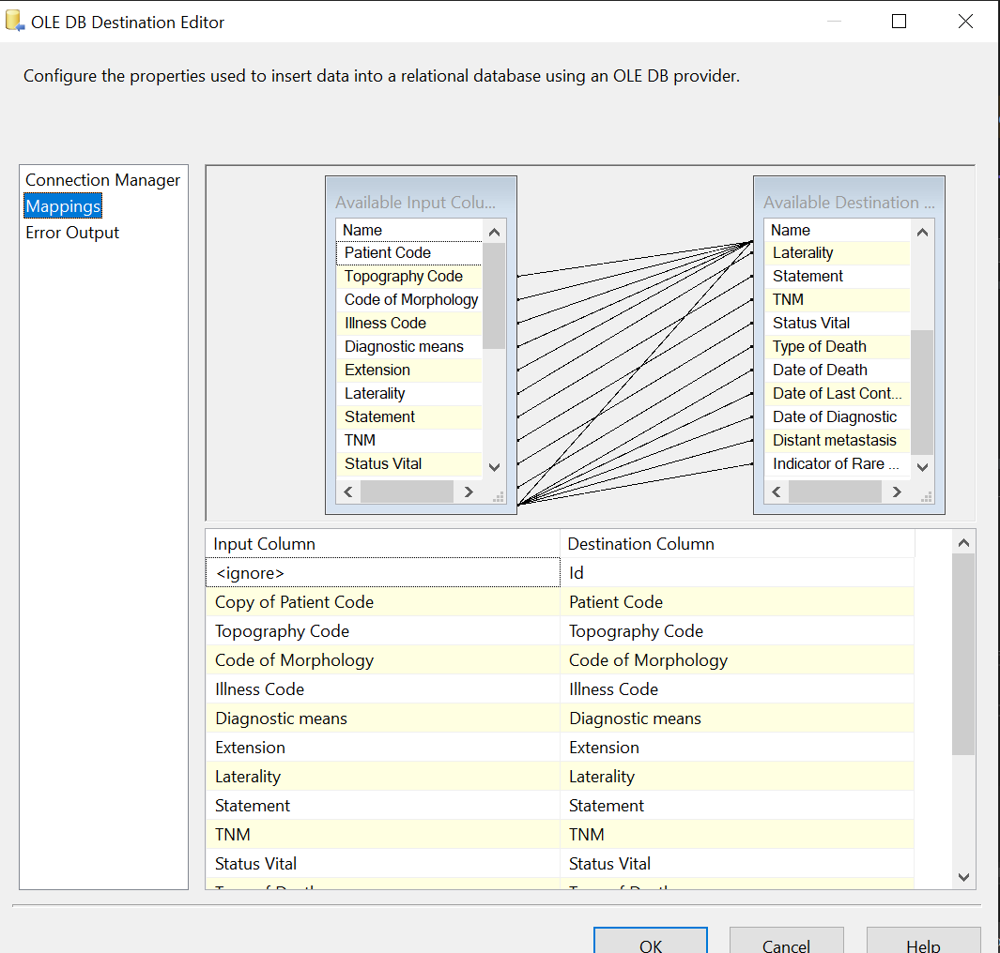 OLE DB Destination Editor
Configure the properties used to insert data into a relational database using an OLE DB provider.
Connection Manager
Mappings
Error Output
Available Input Colu...
Name
Patient Code
Topography Code
Code of Morphology
Illness Code
Diagnostic means
Extension
Laterality
Statement
TNM
Status Vital
Available Destination ...
Name
Laterality
Statement
TNM
Status Vital
Type of Death
Date of Death
Date of Last Cont...
Date of Diagnostic
Distant metastasis
Indicator of Rare ...
Input Column Destination Column
<ignore> Id
Copy of Patient Code Patient Code
Topography Code Topography Code
Code of Morphology Code of Morphology
Illness Code Illness Code
Diagnostic means Diagnostic means
Extension Extension
Laterality Laterality
Statement Statement
TNM TNM
Status Vital Status Vital
OK Cancel Help